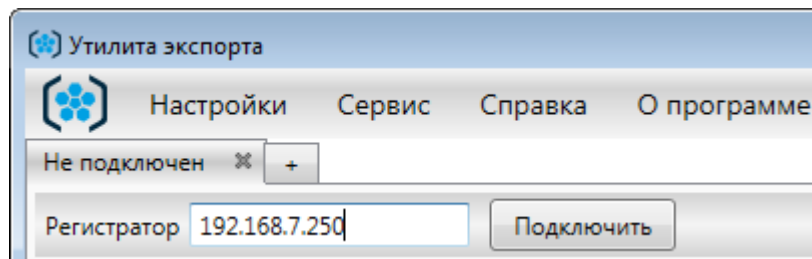 Утилита экспорта
Настройки Сервис Справка О программе
Не подключен +
Регистратор 192.168.7.250 Подключить